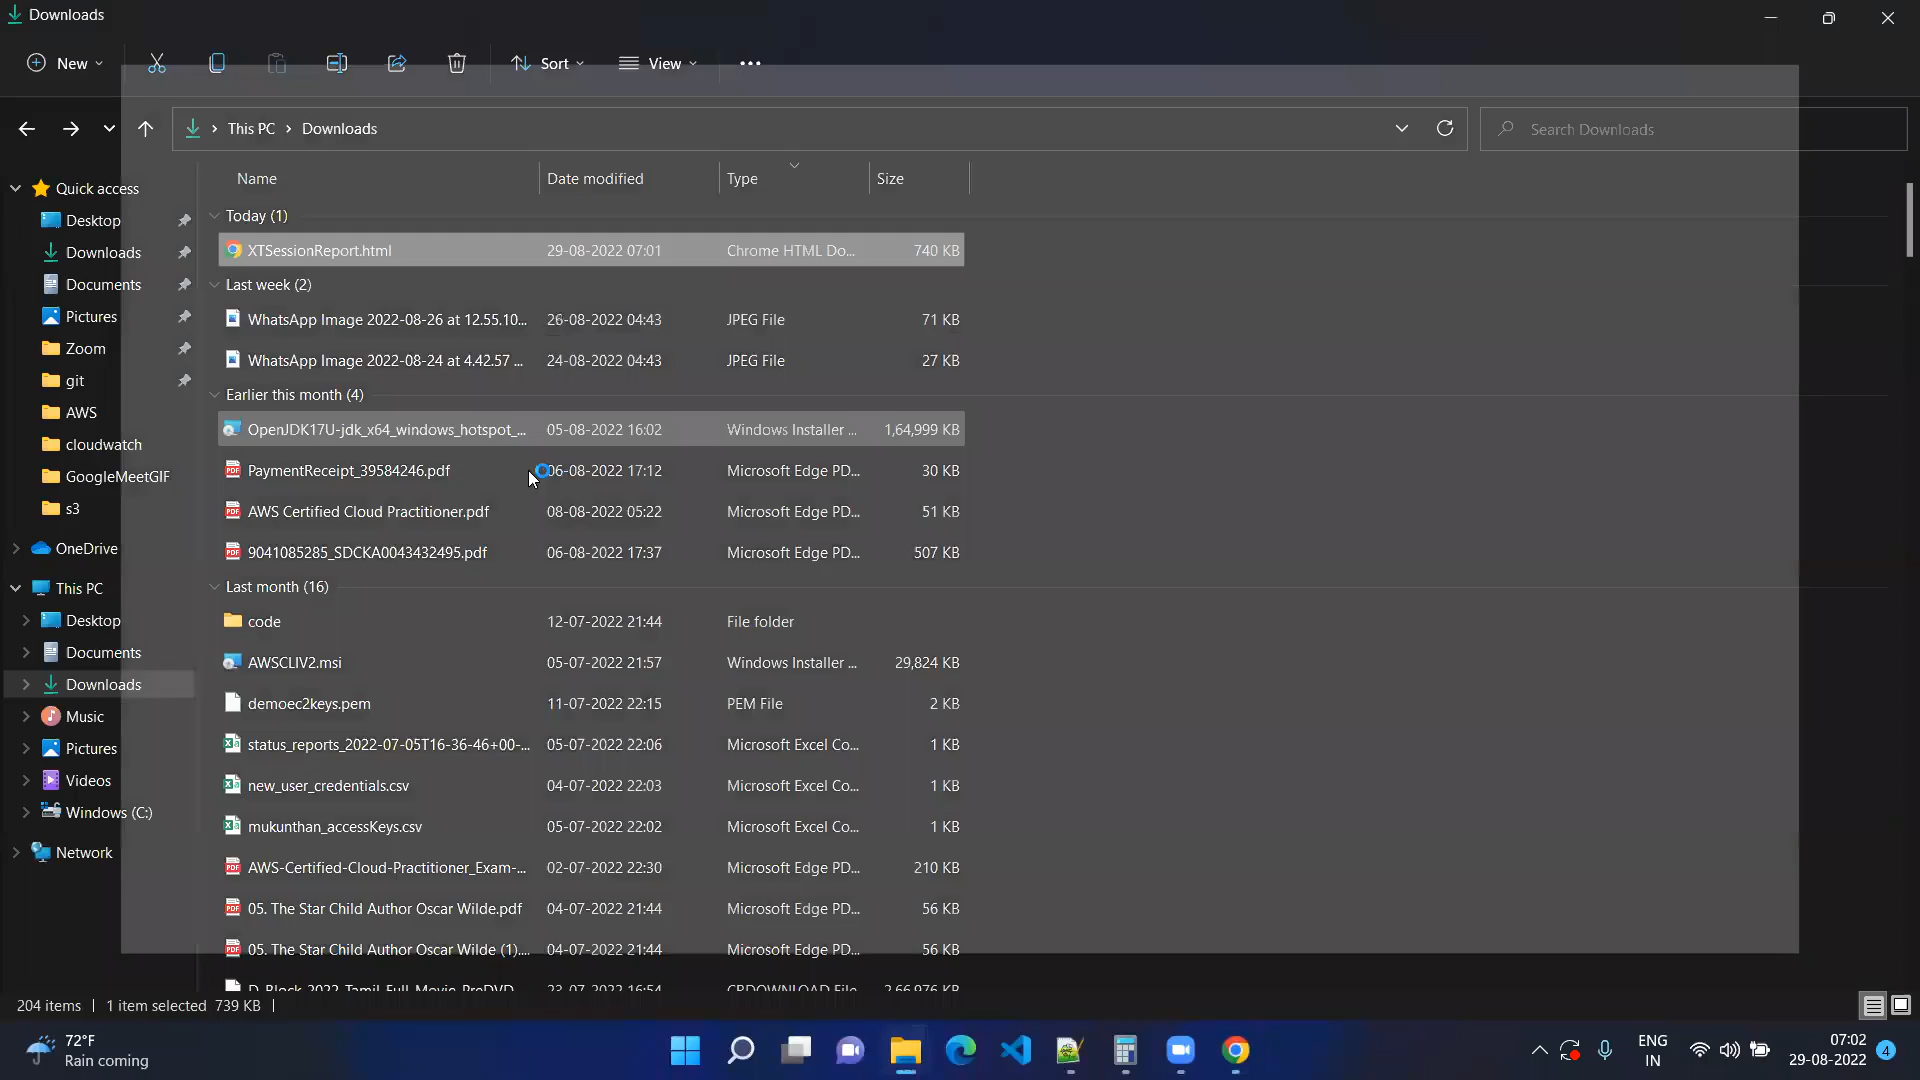 Downloads
New
Sort
View
This PC
Downloads
Search Downloads
Name
Date modified
Type
Size
Quick access
Desktop
Downloads
Documents
Pictures
Zoom
git
AWS
cloudwatch
GoogleMeetGIF
s3
OneDrive
This PC
Desktop
Documents
Downloads
Music
Pictures
Videos
Windows (C:)
Network
Today (1)
XTSessionReport.html 29-08-2022 07:01 Chrome HTML Do... 740 KB
Last week (2)
WhatsApp Image 2022-08-26 at 12.55.10... 26-08-2022 04:43 JPEG File 71 KB
WhatsApp Image 2022-08-24 at 4.42.57 ... 24-08-2022 04:43 JPEG File 27 KB
Earlier this month (4)
OpenJDK17U-jdk_x64_windows_hotspot_... 05-08-2022 16:02 Windows Installer ... 1,64,999 KB
PaymentReceipt_39584246.pdf 06-08-2022 17:12 Microsoft Edge PD... 30 KB
AWS Certified Cloud Practitioner.pdf 08-08-2022 05:22 Microsoft Edge PD... 51 KB
9041085285_SDCKA0043432495.pdf 06-08-2022 17:37 Microsoft Edge PD... 507 KB
Last month (16)
code 12-07-2022 21:44 File folder
AWSCLIV2.msi 05-07-2022 21:57 Windows Installer ... 29,824 KB
demoec2keys.pem 11-07-2022 22:15 PEM File 2 KB
status_reports_2022-07-05T16-36-46+00-... 05-07-2022 22:06 Microsoft Excel Co... 1 KB
new_user_credentials.csv 04-07-2022 22:03 Microsoft Excel Co... 1 KB
mukunthan_accessKeys.csv 05-07-2022 22:02 Microsoft Excel Co... 1 KB
AWS-Certified-Cloud-Practitioner_Exam-... 02-07-2022 22:30 Microsoft Edge PD... 210 KB
05. The Star Child Author Oscar Wilde.pdf 04-07-2022 21:44 Microsoft Edge PD... 56 KB
05. The Star Child Author Oscar Wilde (1)... 04-07-2022 21:44 Microsoft Edge PD... 56 KB
D_Block_2022_Tamil_Full_Movie_PreDVD 23-07-2022 16:54 CRDOWNLOAD File 2,66,976 KB
204 items 1 item selected 739 KB
72°F
Rain coming
ENG
IN
07:02
29-08-2022
4